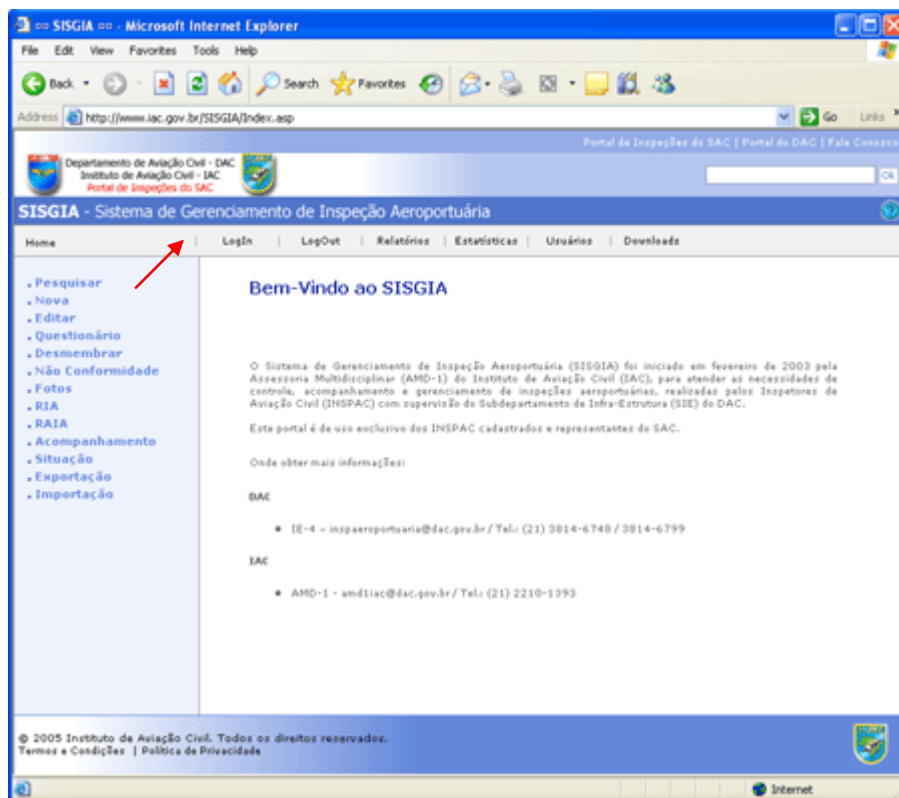 SISGIA - Microsoft Internet Explorer
File Edit View Favorites Tools Help
Back Search Favorites
Address http://www.iac.gov.br/SISGIA/Index.asp Go Links
Portal de Inspeções do SAC | Portal do DAC | Fale Conosco
Departamento de Aviação Civil - DAC
Instituto de Aviação Civil - IAC
Portal de Inspeções do SAC
Ok
SISGIA - Sistema de Gerenciamento de Inspeção Aeroportuária
Home | LogIn | LogOut | Relatórios | Estatísticas | Usuários | Downloads
Pesquisar
Nova
Editar
Questionário
Desmembrar
Não Conformidade
Fotos
RIA
RAIA
Acompanhamento
Situação
Exportação
Importação
Bem-Vindo ao SISGIA
O Sistema de Gerenciamento de Inspeção Aeroportuária (SISGIA) foi iniciado em fevereiro de 2003 pela
Assessoria Multidisciplinar (AMD-1) do Instituto de Aviação Civil (IAC), para atender as necessidades de
controle, acompanhamento e gerenciamento de inspeções aeroportuárias, realizadas pelos Inspetores de
Aviação Civil (INSPAC) com supervisão do Subdepartamento de Infra-Estrutura (SIE) do DAC.
Este portal é de uso exclusivo dos INSPAC cadastrados e representantes do SAC.
Onde obter mais informações:
DAC
• IE-4 – inspaeroportuaria@dac.gov.br / Tel.: (21) 3814-6748 / 3814-6799
IAC
• AMD-1 - amd1iac@dac.gov.br / Tel.: (21) 2210-1393
© 2005 Instituto de Aviação Civil. Todos os direitos reservados.
Termos e Condições | Política de Privacidade
Internet